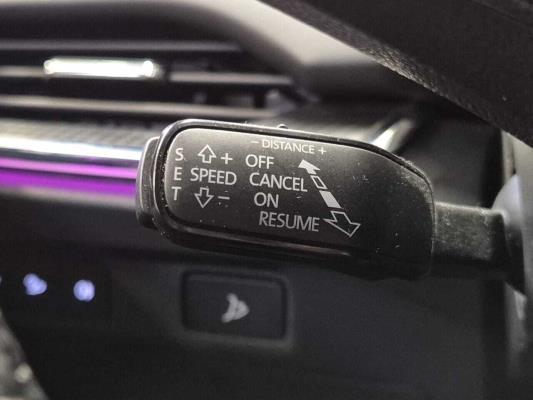 - DISTANCE +
S + OFF
E SPEED CANCEL
T - ON
RESUME